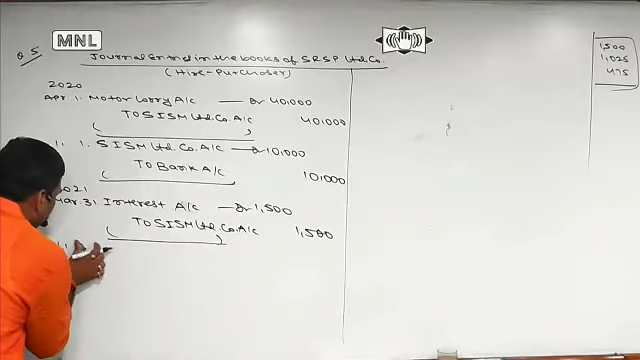 Q 5
MNL
Journal Entries in the books of SRSP Ltd Co.
(Hire-Purchaser)
2020
Apr 1. Motor Lorry A/c — Dr 40,000
To SISM Ltd. Co. A/c 40,000
1. SISM Ltd. Co. A/c — Dr 10,000
To Bank A/c 10,000
2021
Mar. 31. Interest A/c — Dr 1,500
To SISM Ltd. Co. A/c 1,500
1,500
1,025
475